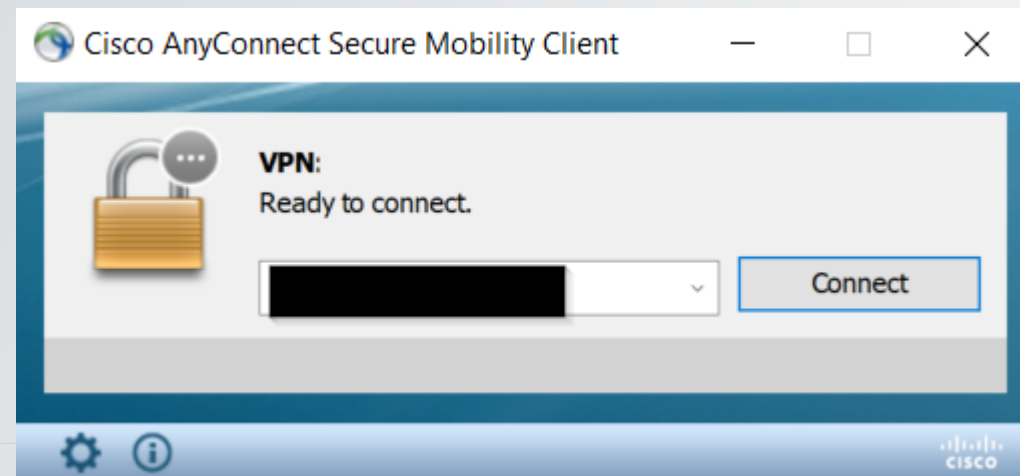 Cisco AnyConnect Secure Mobility Client
VPN:
Ready to connect.
Connect
CISCO